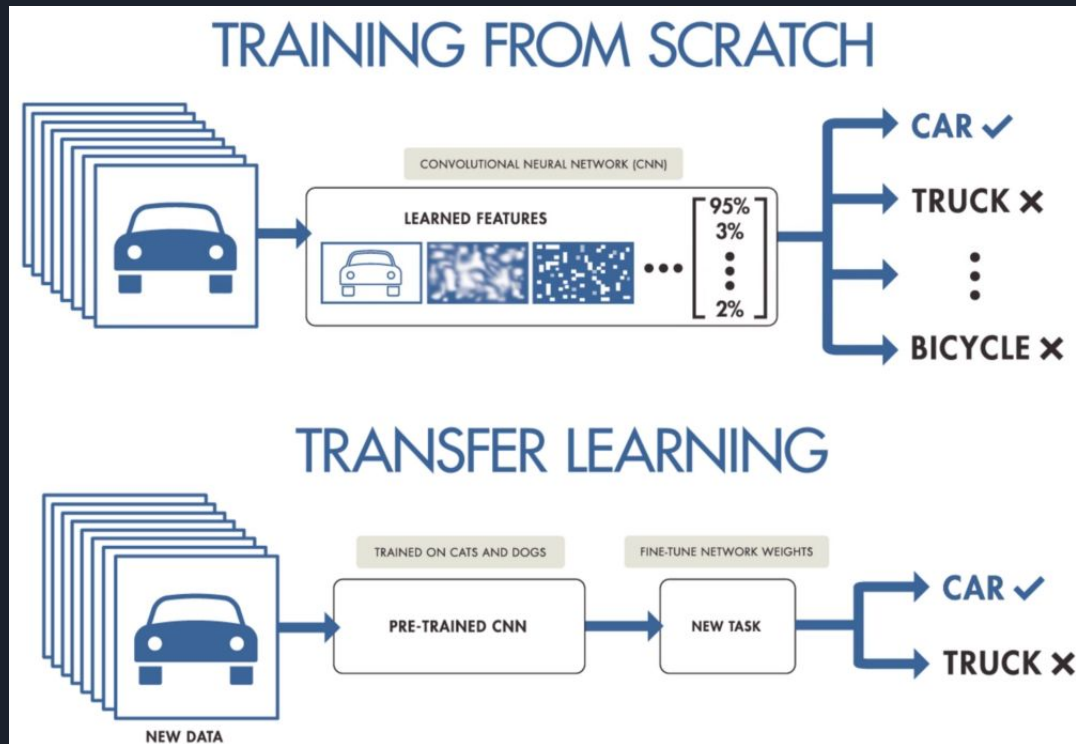 TRAINING FROM SCRATCH
CONVOLUTIONAL NEURAL NETWORK (CNN)
LEARNED FEATURES
95%
3%
2%
CAR
TRUCK
BICYCLE
TRANSFER LEARNING
NEW DATA
TRAINED ON CATS AND DOGS
PRE-TRAINED CNN
FINE-TUNE NETWORK WEIGHTS
NEW TASK
CAR
TRUCK